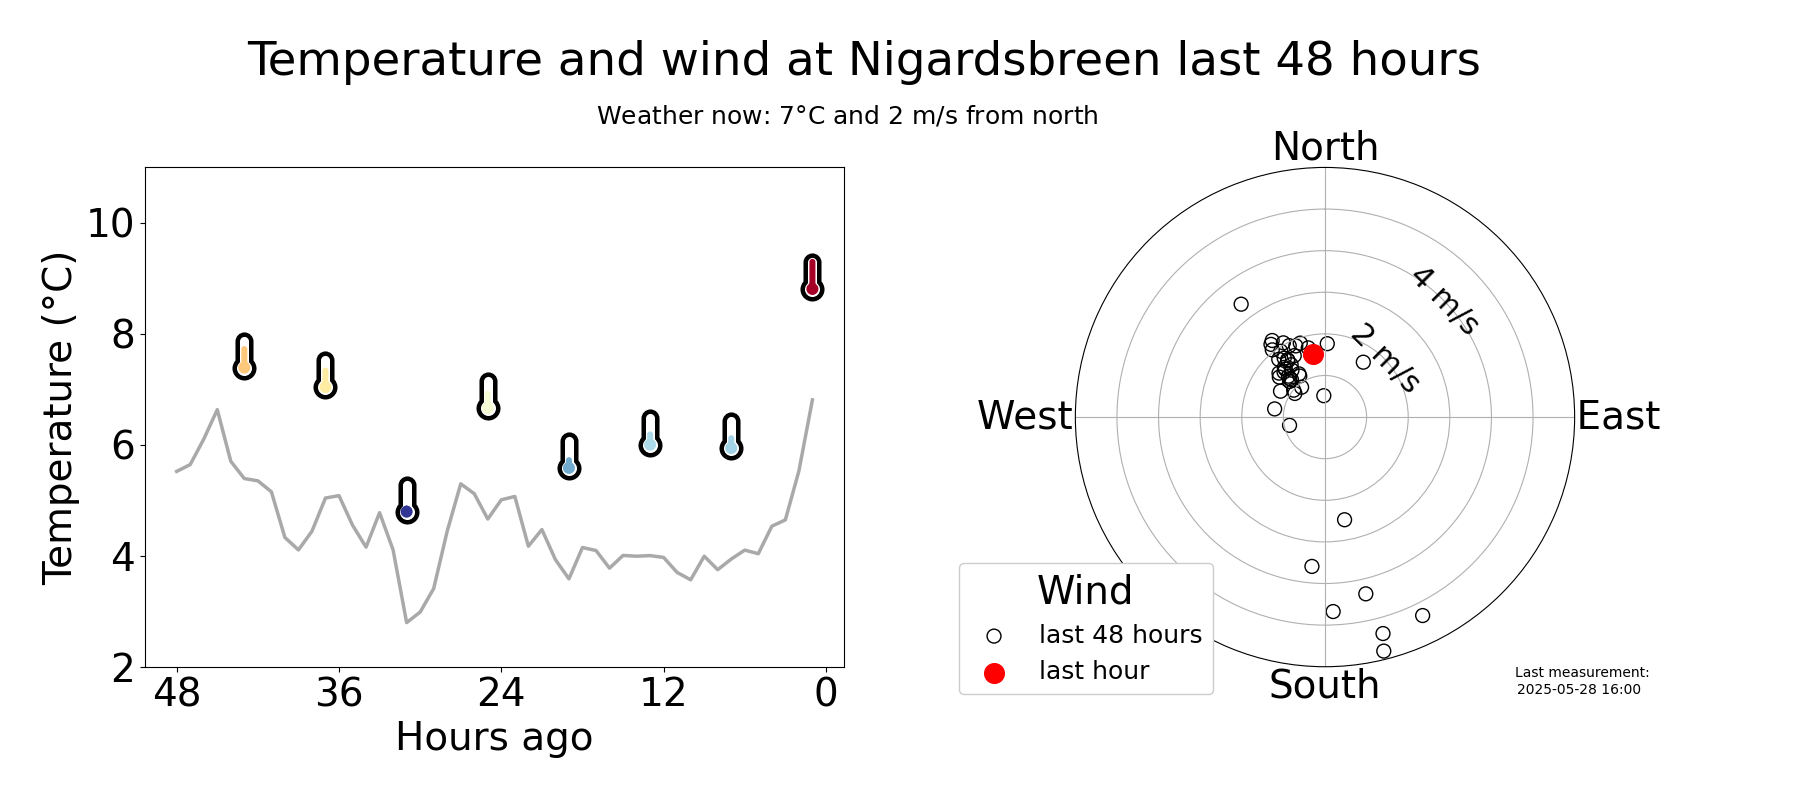 Temperature and wind at Nigardsbreen last 48 hours
Weather now: 7°C and 2 m/s from north
Temperature (°C)
10
8
6
4
2
48 36 24 12 0
Hours ago
North
4 m/s
2 m/s
West
East
South
Wind
last 48 hours
last hour
Last measurement:
2025-05-28 16:00